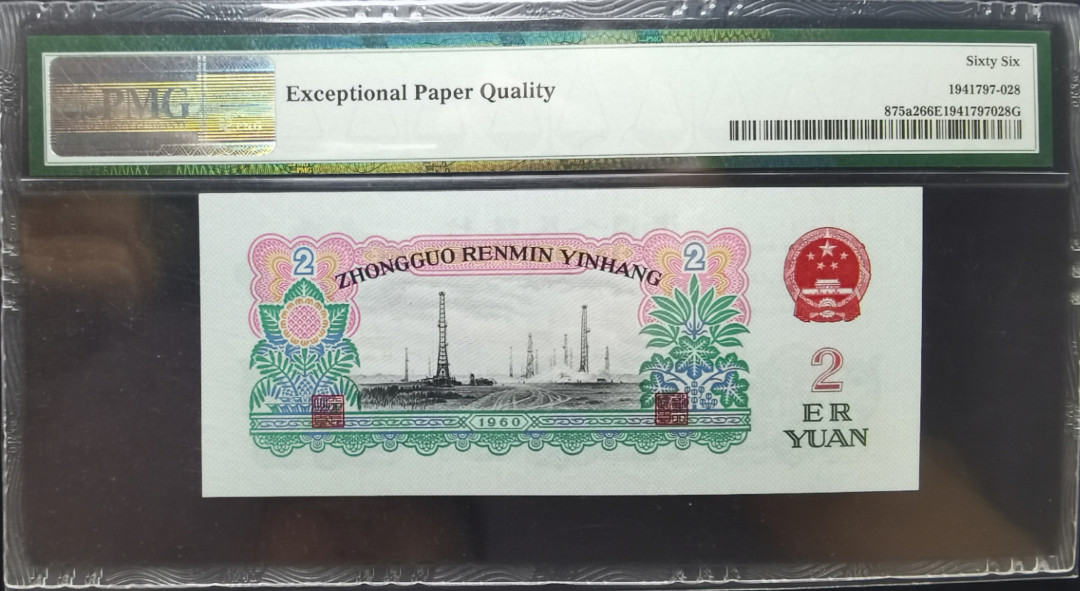 PMG
Exceptional Paper Quality
Sixty Six
1941797-028
875a266E1941797028G
2
ZHONGGUO RENMIN YINHANG
2
1960
2
ER
YUAN